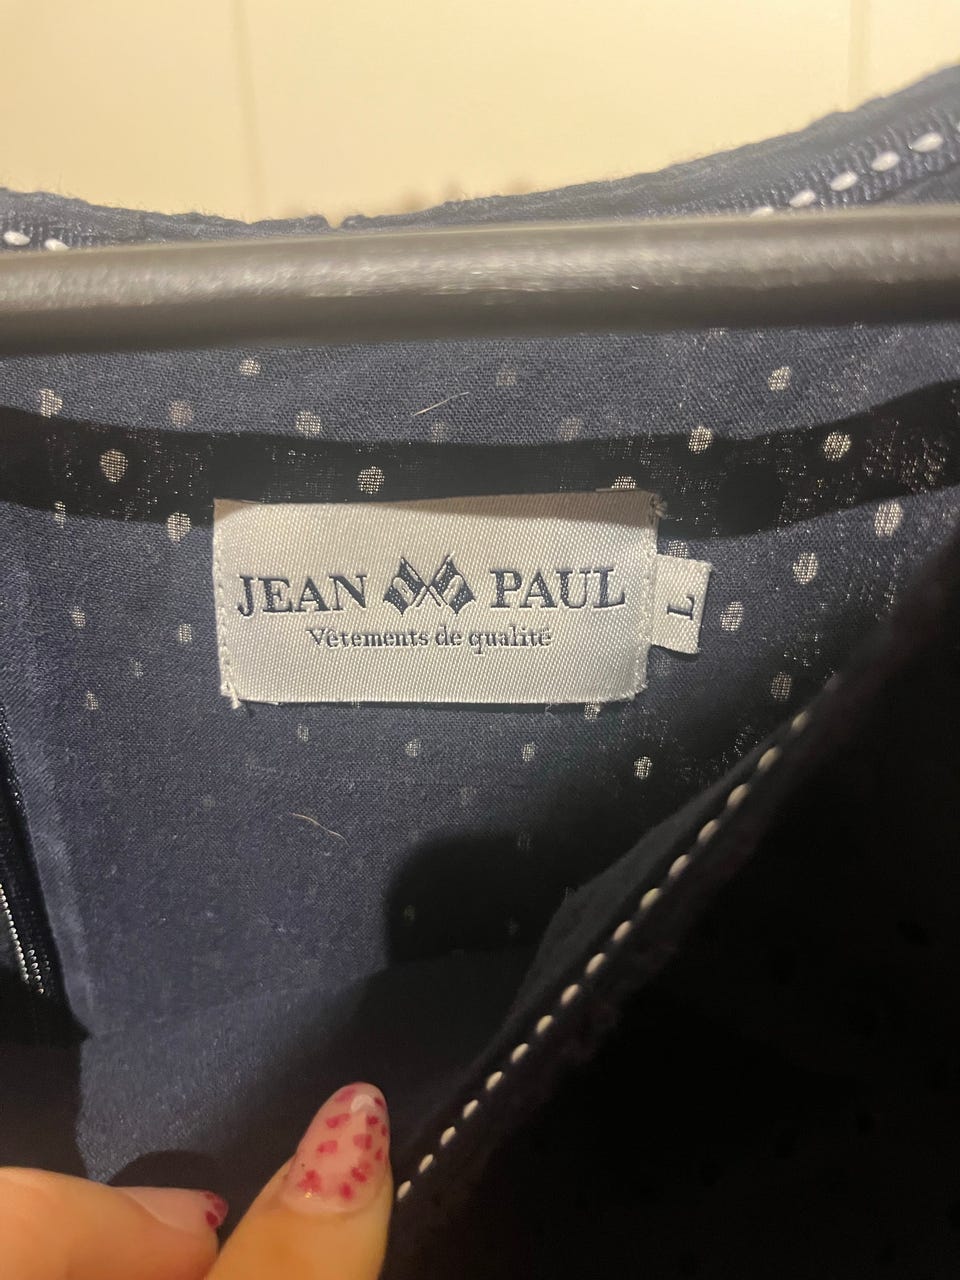 JEAN PAUL
Vêtements de qualité
L